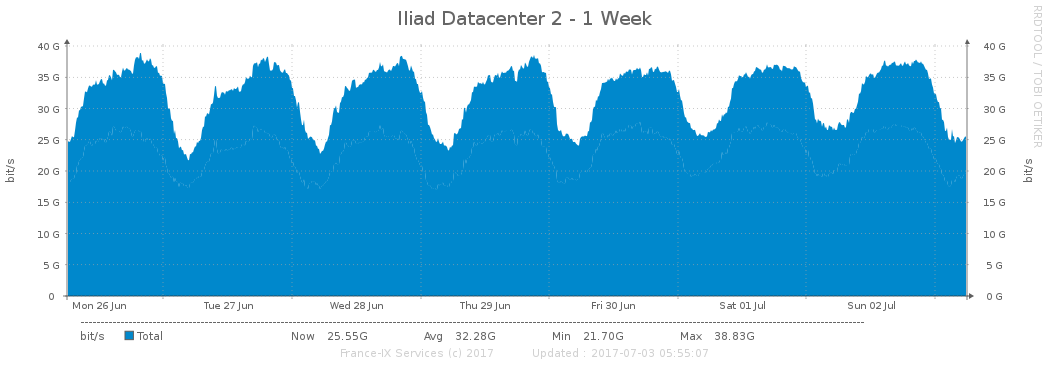 Iliad Datacenter 2 - 1 Week
RRDTOOL / TOBI OETIKER
40 G 40 G
35 G 35 G
30 G 30 G
25 G 25 G
20 G 20 G
15 G 15 G
10 G 10 G
5 G 5 G
0 0 G
bit/s bit/s
Mon 26 Jun Tue 27 Jun Wed 28 Jun Thu 29 Jun Fri 30 Jun Sat 01 Jul Sun 02 Jul
bit/s Total Now 25.55G Avg 32.28G Min 21.70G Max 38.83G
France-IX Services (c) 2017 Updated : 2017-07-03 05:55:07